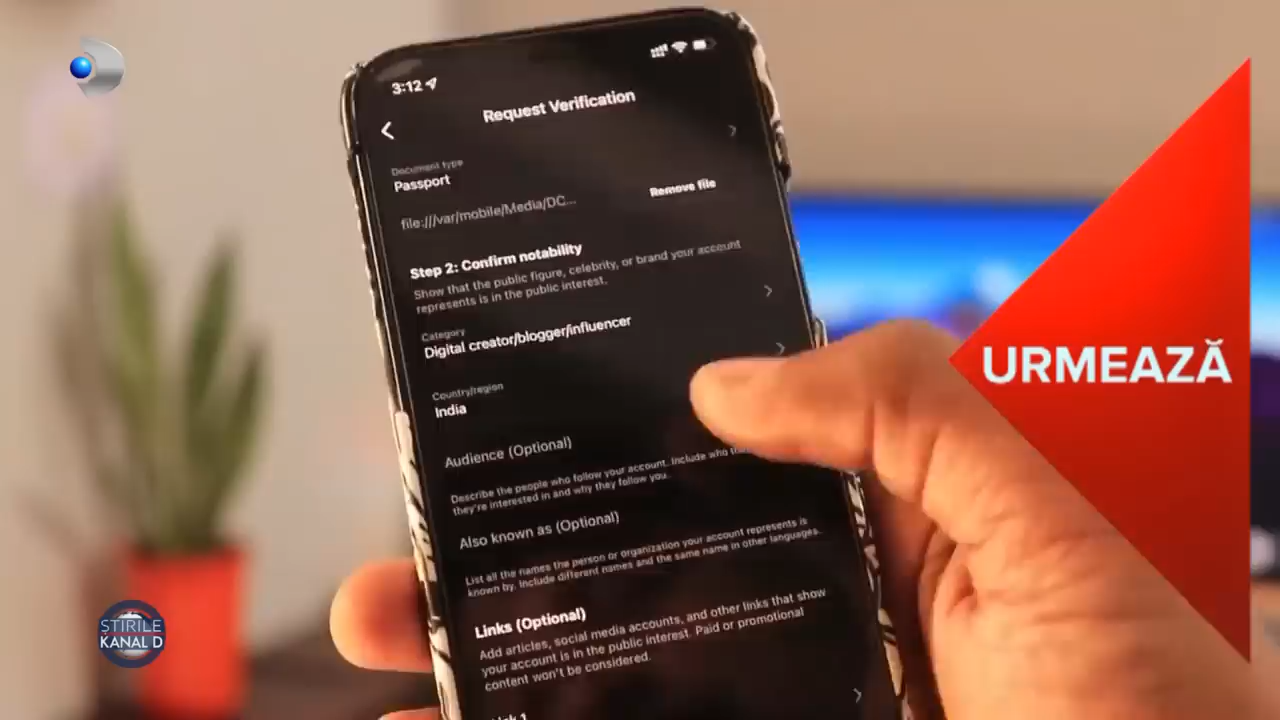 3:12
Request Verification
Document type
Passport
file:///var/mobile/Media/DC...
Remove file
Step 2: Confirm notability
Show that the public figure, celebrity, or brand your account
represents is in the public interest.
Category
Digital creator/blogger/influencer
Country/region
India
Audience (Optional)
Describe the people who follow your account. Include who
they're interested in and why they follow you.
Also known as (Optional)
List all the names the person or organization your account represents is
known by. Include different names and the same name in other languages.
Links (Optional)
Add articles, social media accounts, and other links that show
your account is in the public interest. Paid or promotional
content won't be considered.
URMEAZĂ
ȘTIRILE
KANAL D